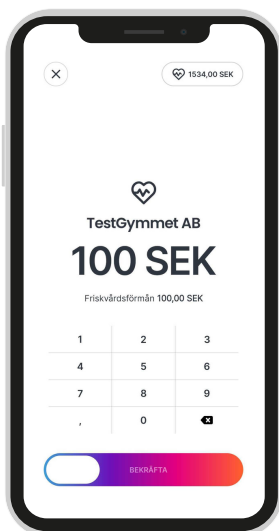 1534,00 SEK
TestGymmet AB
100 SEK
Friskvårdsförmån 100,00 SEK
1 2 3
4 5 6
7 8 9
, 0
BEKRÄFTA